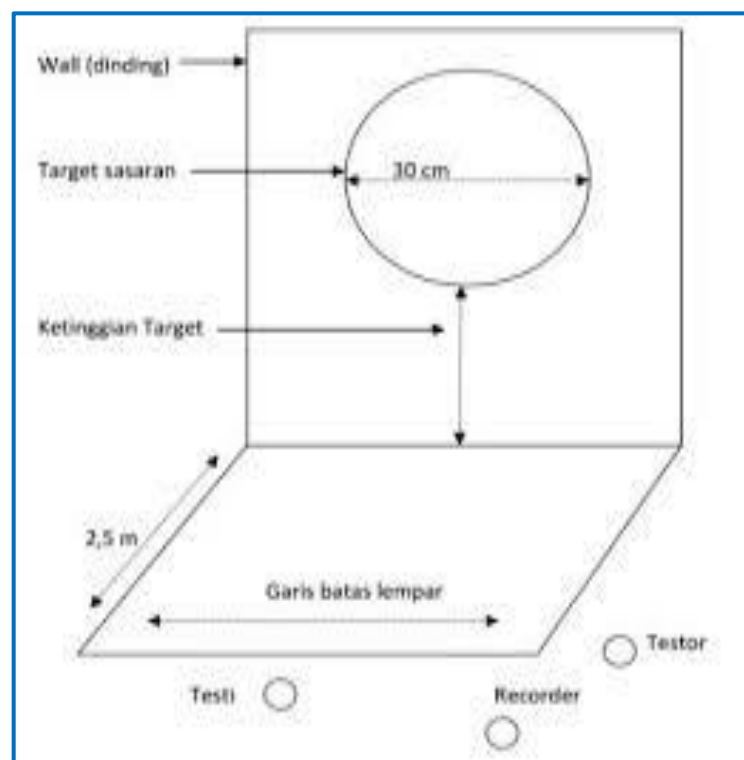 Wall (dinding)
Target sasaran
30 cm
Ketinggian Target
2,5 m
Garis batas lempar
Testor
Testi
Recorder